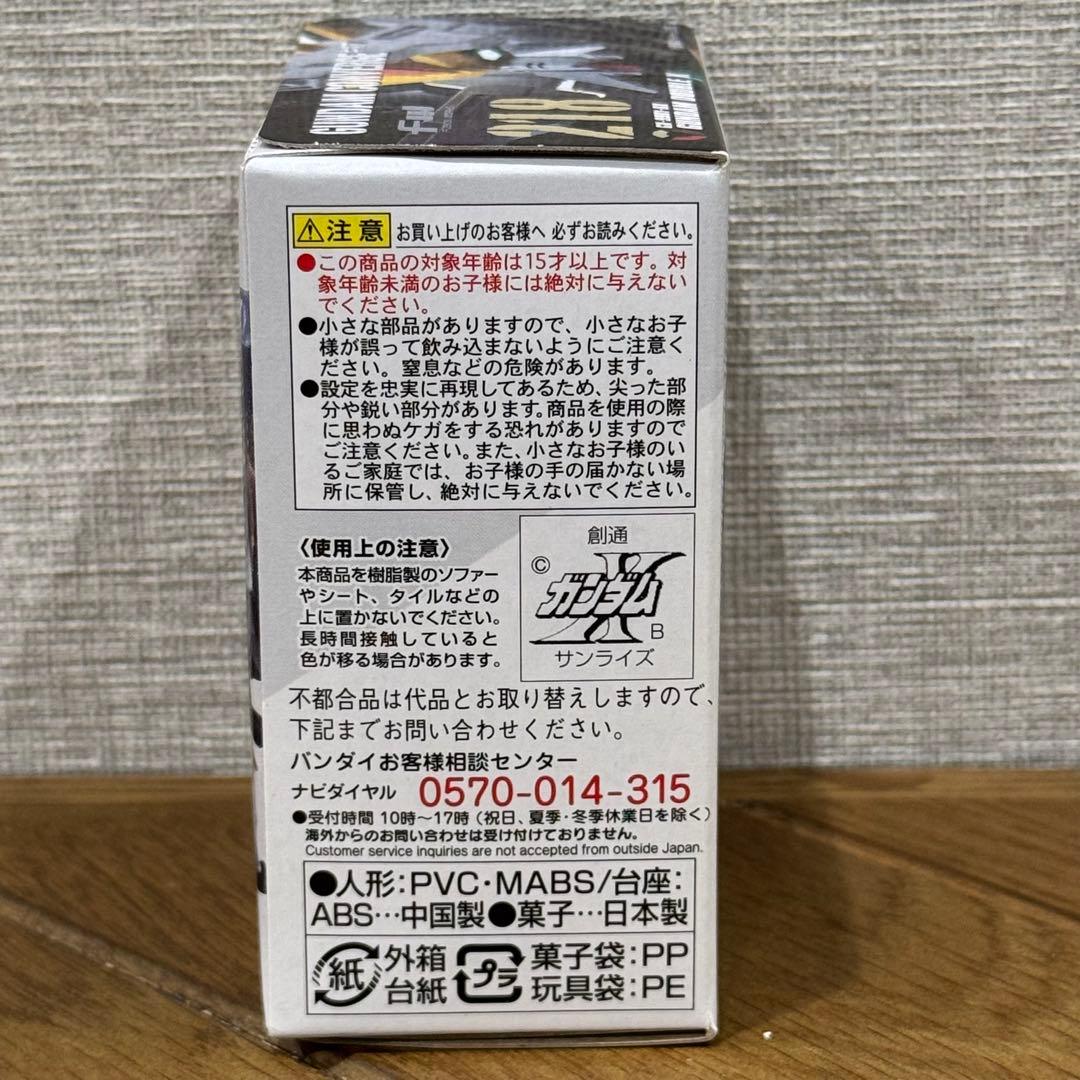 GUNDAM CONVERGE
f-w
2 218
⚠注意 お買い上げのお客様へ 必ずお読みください。
●この商品の対象年齢は15才以上です。対
象年齢未満のお子様には絶対に与えない
でください。
●小さな部品がありますので、小さなお子
様が誤って飲み込まないようにご注意く
ださい。窒息などの危険があります。
●設定を忠実に再現してあるため、尖った部
分や鋭い部分があります。商品を使用の際
に思わぬケガをする恐れがありますので
ご注意ください。また、小さなお子様のい
るご家庭では、お子様の手の届かない場
所に保管し、絶対に与えないでください。
〈使用上の注意〉
本商品を樹脂製のソファー
やシート、タイルなどの
上に置かないでください。
長時間接触していると
色が移る場合があります。
創通
©
ガンダム
X
B
サンライズ
不都合品は代品とお取り替えしますので、
下記までお問い合わせください。
バンダイお客様相談センター
ナビダイヤル 0570-014-315
●受付時間 10時～17時（祝日、夏季・冬季休業日を除く）
海外からのお問い合わせは受け付けておりません。
Customer service inquiries are not accepted from outside Japan.
●人形：PVC・MABS/台座：
ABS…中国製●菓子…日本製
紙 外箱 プラ 菓子袋：PP
台紙 玩具袋：PE